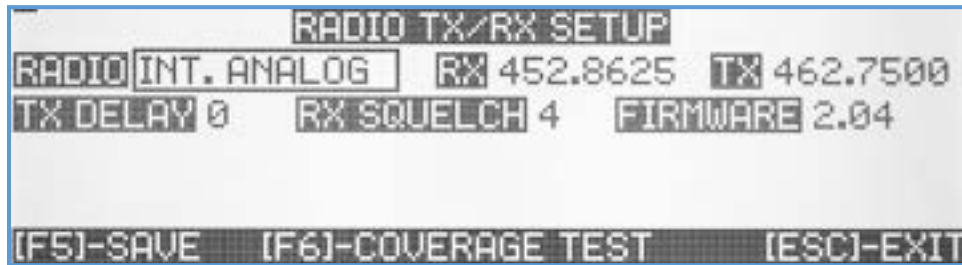 RADIO TX/RX SETUP
RADIO INT. ANALOG RX 452.8625 TX 462.7500
TX DELAY 0 RX SQUELCH 4 FIRMWARE 2.04
[F5]-SAVE [F6]-COVERAGE TEST [ESC]-EXIT